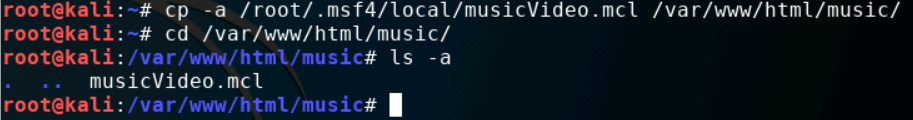 root@kali:~# cp -a /root/.msf4/local/musicVideo.mcl /var/www/html/music/
root@kali:~# cd /var/www/html/music/
root@kali:/var/www/html/music# ls -a
.  ..  musicVideo.mcl
root@kali:/var/www/html/music#